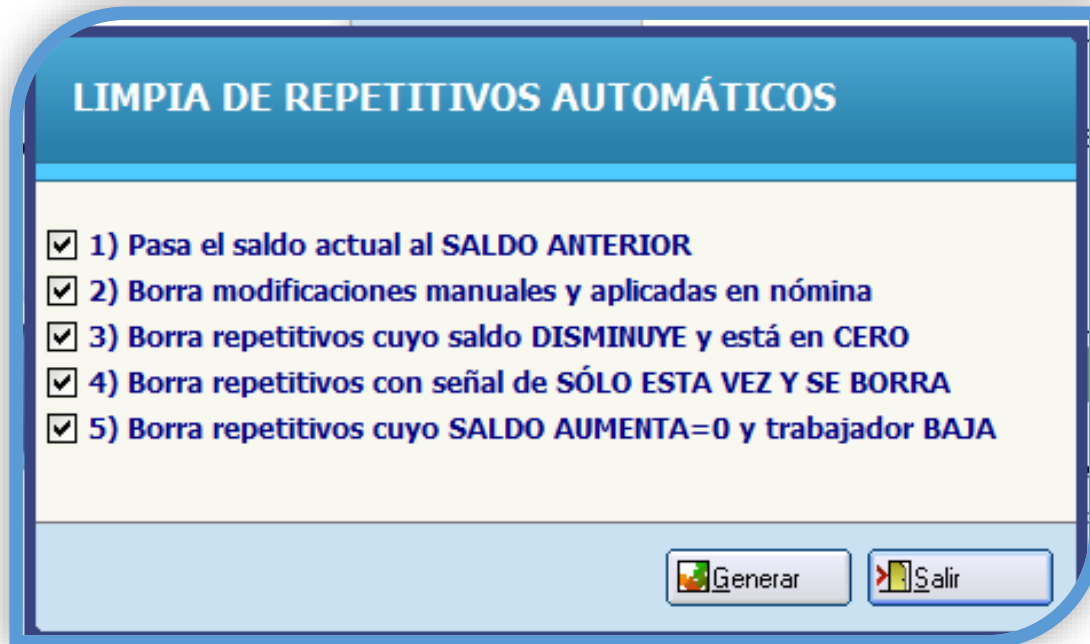 LIMPIA DE REPETITIVOS AUTOMÁTICOS
1) Pasa el saldo actual al SALDO ANTERIOR
2) Borra modificaciones manuales y aplicadas en nómina
3) Borra repetitivos cuyo saldo DISMINUYE y está en CERO
4) Borra repetitivos con señal de SÓLO ESTA VEZ Y SE BORRA
5) Borra repetitivos cuyo SALDO AUMENTA=0 y trabajador BAJA
Generar
Salir